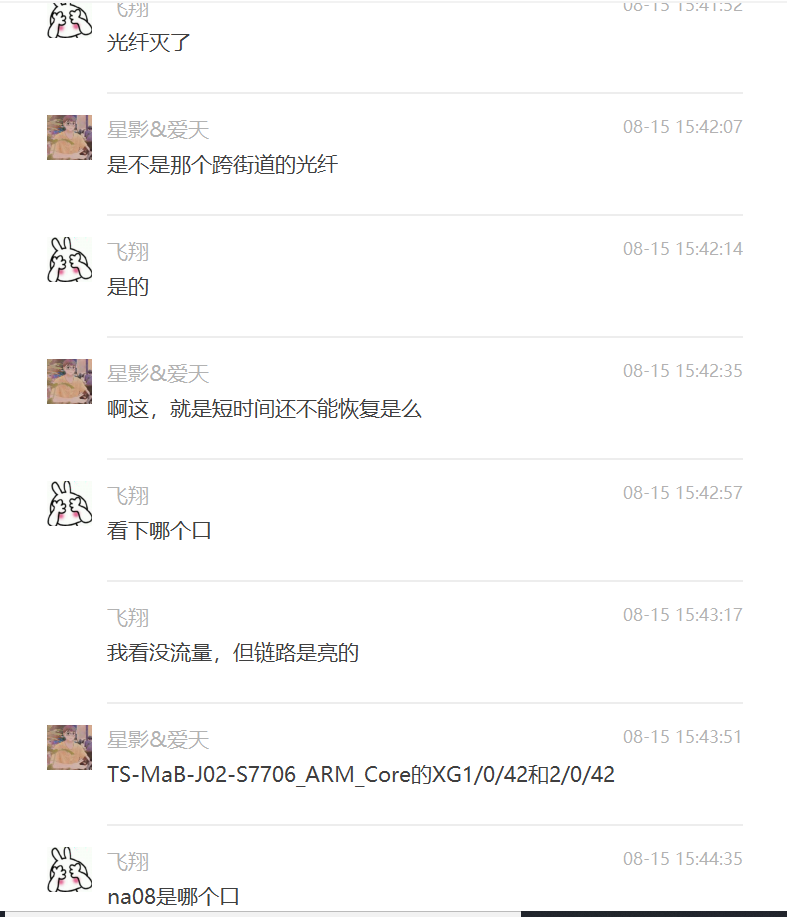 飞翔
08-15 15:41:52
光纤灭了
星影&爱天
08-15 15:42:07
是不是那个跨街道的光纤
飞翔
08-15 15:42:14
是的
星影&爱天
08-15 15:42:35
啊这，就是短时间还不能恢复是么
飞翔
08-15 15:42:57
看下哪个口
飞翔
08-15 15:43:17
我看没流量，但链路是亮的
星影&爱天
08-15 15:43:51
TS-MaB-J02-S7706_ARM_Core的XG1/0/42和2/0/42
飞翔
08-15 15:44:35
na08是哪个口